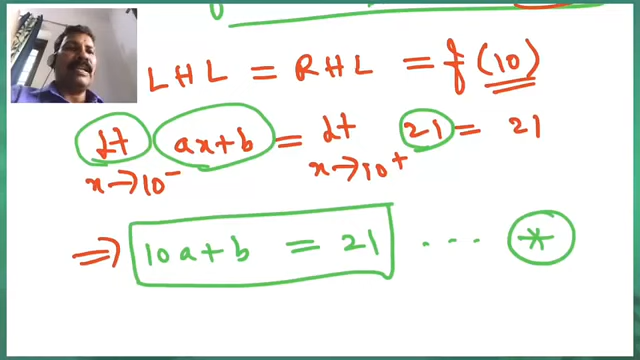 LHL = RHL = f(10)
lt ax+b = lt 21 = 21
x→10⁻ x→10⁺
⇒ 10a+b = 21 ... *